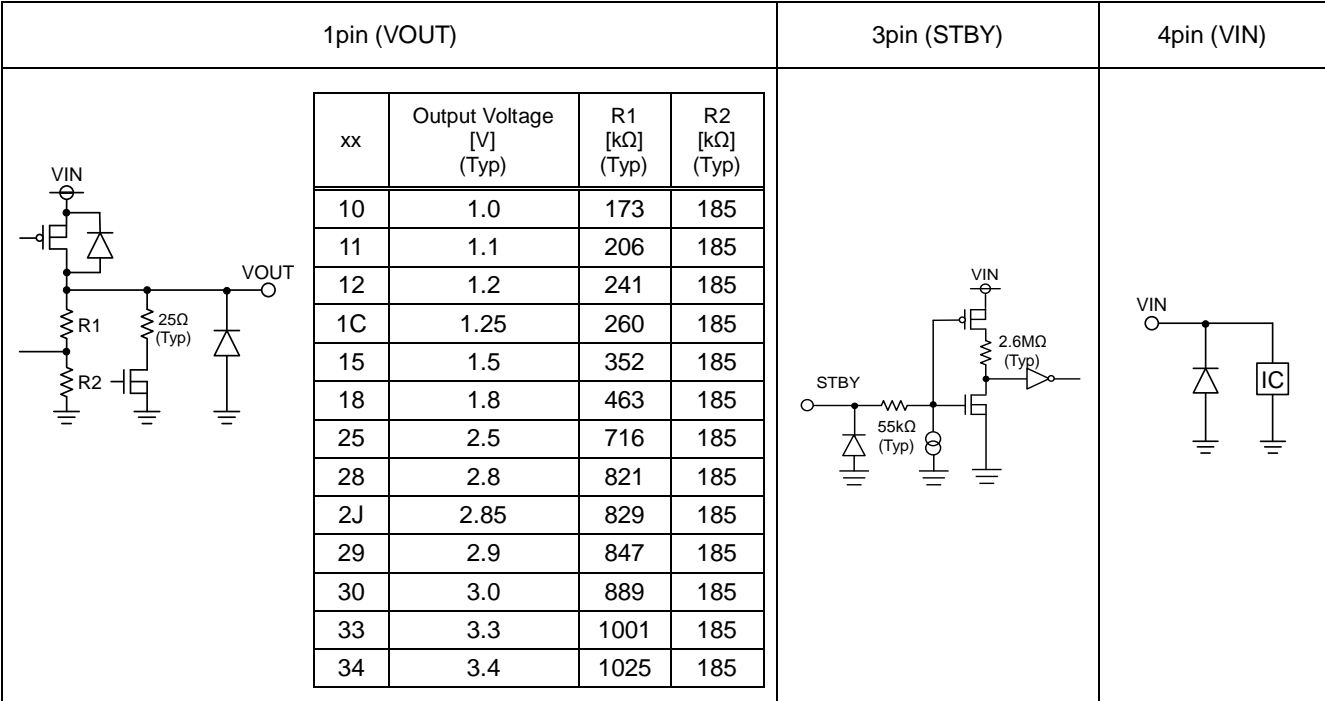 1pin (VOUT) 3pin (STBY) 4pin (VIN)
VIN
VOUT
R1
25Ω
(Typ)
R2
xx Output Voltage [V] (Typ) R1 [kΩ] (Typ) R2 [kΩ] (Typ)
10 1.0 173 185
11 1.1 206 185
12 1.2 241 185
1C 1.25 260 185
15 1.5 352 185
18 1.8 463 185
25 2.5 716 185
28 2.8 821 185
2J 2.85 829 185
29 2.9 847 185
30 3.0 889 185
33 3.3 1001 185
34 3.4 1025 185
VIN
2.6MΩ
(Typ)
STBY
55kΩ
(Typ)
VIN
IC